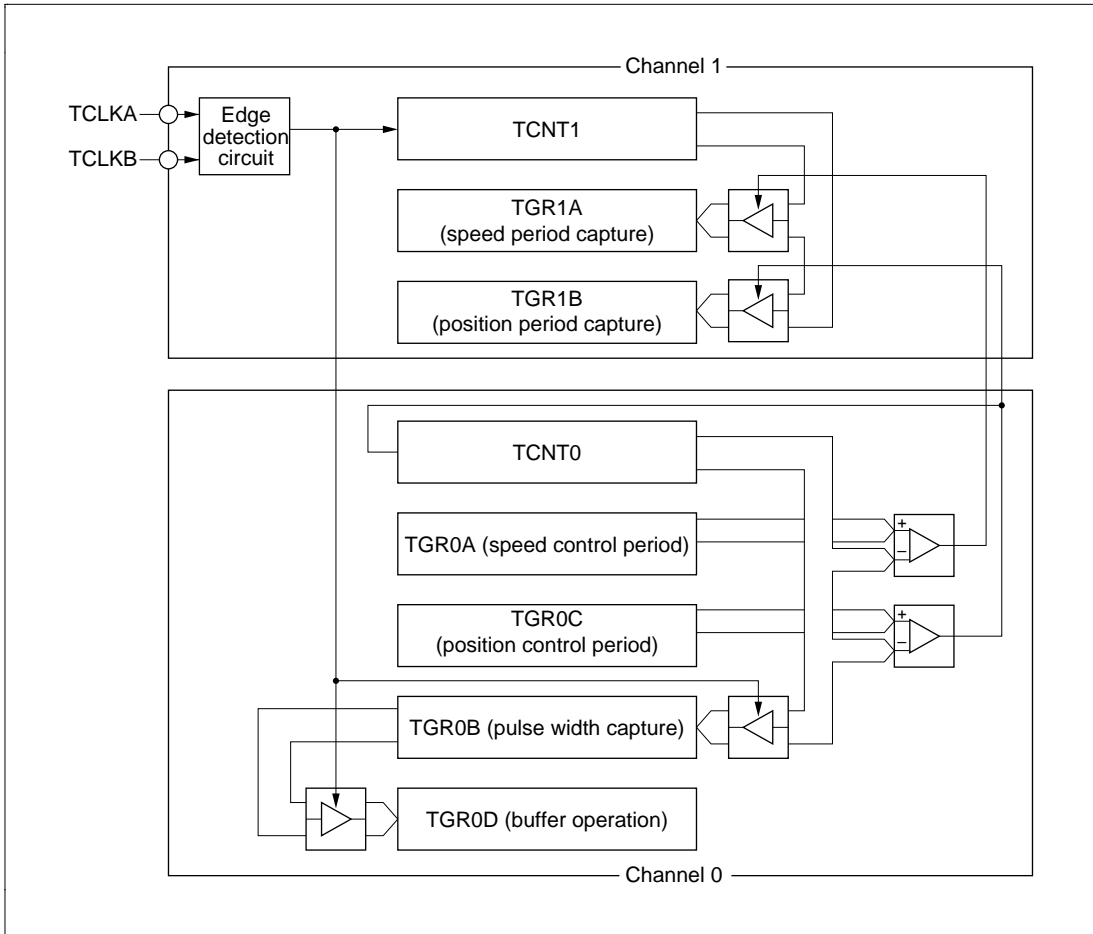 Channel 1
TCLKA
TCLKB
Edge
detection
circuit
TCNT1
TGR1A
(speed period capture)
TGR1B
(position period capture)
TCNT0
TGR0A (speed control period)
+
−
TGR0C
(position control period)
+
−
TGR0B (pulse width capture)
TGR0D (buffer operation)
Channel 0